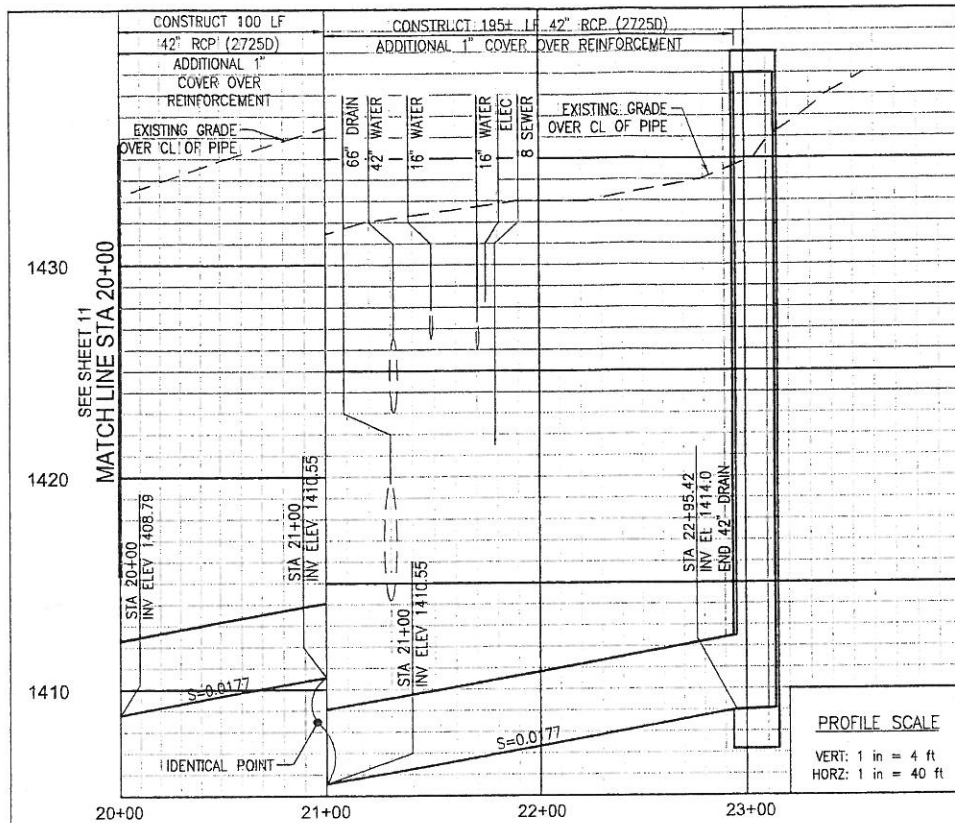 CONSTRUCT 100 LF
42" RCP (2725D)
ADDITIONAL 1"
COVER OVER
REINFORCEMENT
CONSTRUCT 195± LF 42" RCP (2725D)
ADDITIONAL 1" COVER OVER REINFORCEMENT
EXISTING GRADE
OVER CL OF PIPE
66" DRAIN
42" WATER
16" WATER
16" WATER
ELEC
8 SEWER
EXISTING GRADE
OVER CL OF PIPE
1430
1420
1410
SEE SHEET 11
MATCH LINE STA 20+00
STA 20+00
INV ELEV 1408.79
STA 21+00
INV ELEV 1410.55
STA 21+00
INV ELEV 1410.55
STA 22+95.42
INV EL 1414.0
END 42" DRAIN
S=0.0177
S=0.0177
IDENTICAL POINT
PROFILE SCALE
VERT: 1 in = 4 ft
HORZ: 1 in = 40 ft
20+00
21+00
22+00
23+00